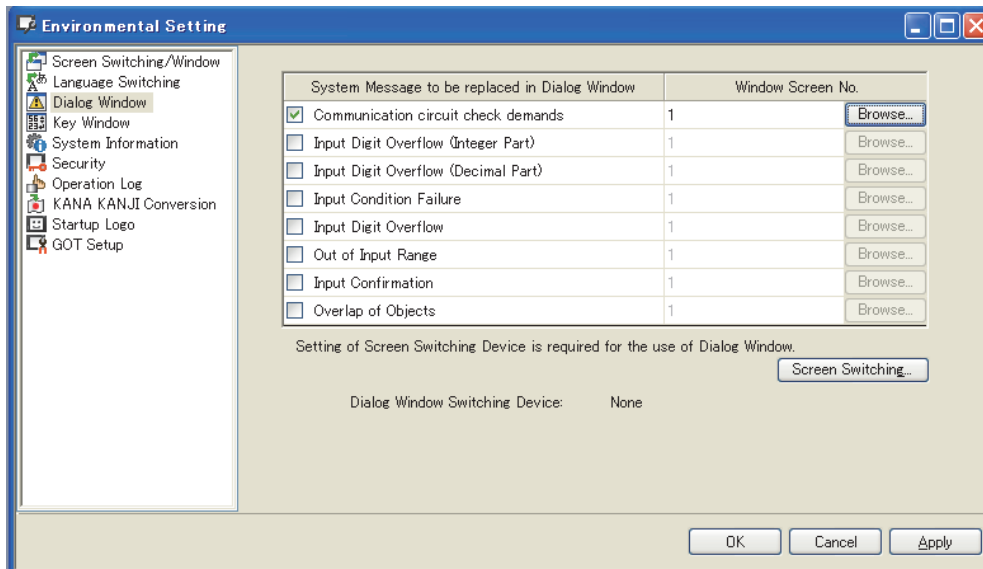 Environmental Setting
Screen Switching/Window
Language Switching
Dialog Window
Key Window
System Information
Security
Operation Log
KANA KANJI Conversion
Startup Logo
GOT Setup
System Message to be replaced in Dialog Window Window Screen No.
Communication circuit check demands 1 Browse...
Input Digit Overflow (Integer Part) 1 Browse...
Input Digit Overflow (Decimal Part) 1 Browse...
Input Condition Failure 1 Browse...
Input Digit Overflow 1 Browse...
Out of Input Range 1 Browse...
Input Confirmation 1 Browse...
Overlap of Objects 1 Browse...
Setting of Screen Switching Device is required for the use of Dialog Window.
Screen Switching...
Dialog Window Switching Device: None
OK Cancel Apply